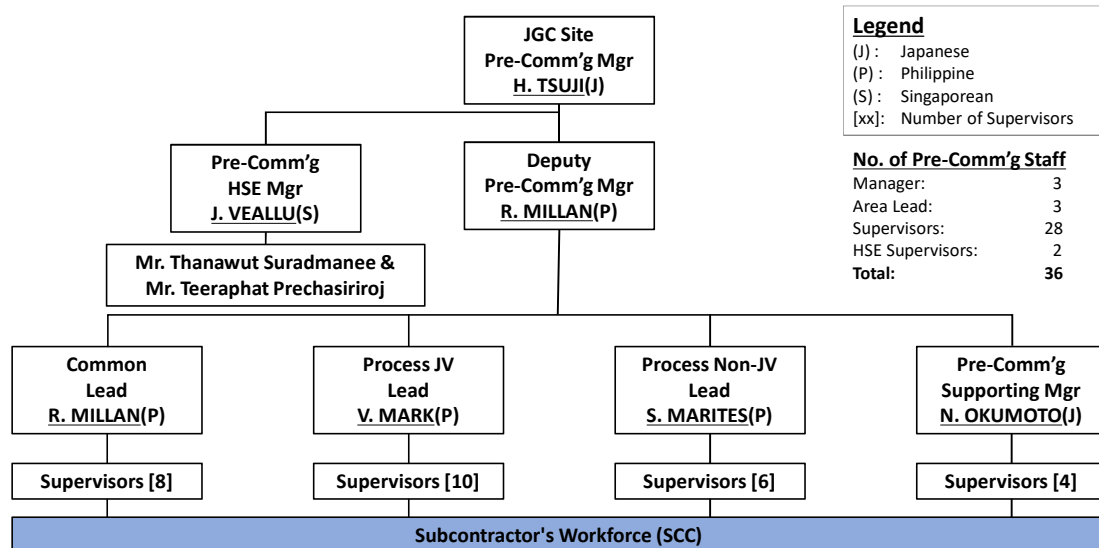 JGC Site
Pre-Comm'g Mgr
H. TSUJI(J)
Legend
(J) : Japanese
(P) : Philippine
(S) : Singaporean
[xx]: Number of Supervisors
Pre-Comm'g
HSE Mgr
J. VEALLU(S)
Deputy
Pre-Comm'g Mgr
R. MILLAN(P)
No. of Pre-Comm'g Staff
Manager: 3
Area Lead: 3
Supervisors: 28
HSE Supervisors: 2
Total: 36
Mr. Thanawut Suradmanee &
Mr. Teeraphat Prechasiriroj
Common
Lead
R. MILLAN(P)
Process JV
Lead
V. MARK(P)
Process Non-JV
Lead
S. MARITES(P)
Pre-Comm'g
Supporting Mgr
N. OKUMOTO(J)
Supervisors [8]
Supervisors [10]
Supervisors [6]
Supervisors [4]
Subcontractor's Workforce (SCC)